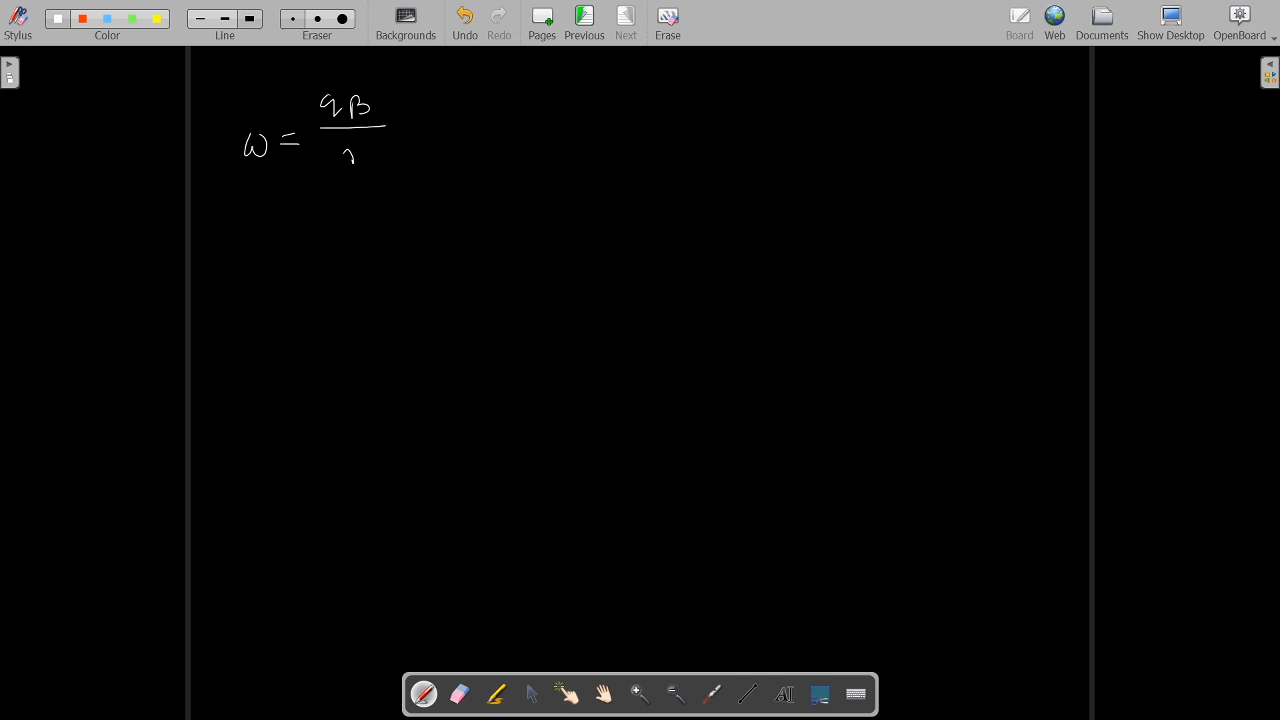 Stylus Color Line Eraser Backgrounds Undo Redo Pages Previous Next Erase Board Web Documents Show Desktop OpenBoard
qB
ω =